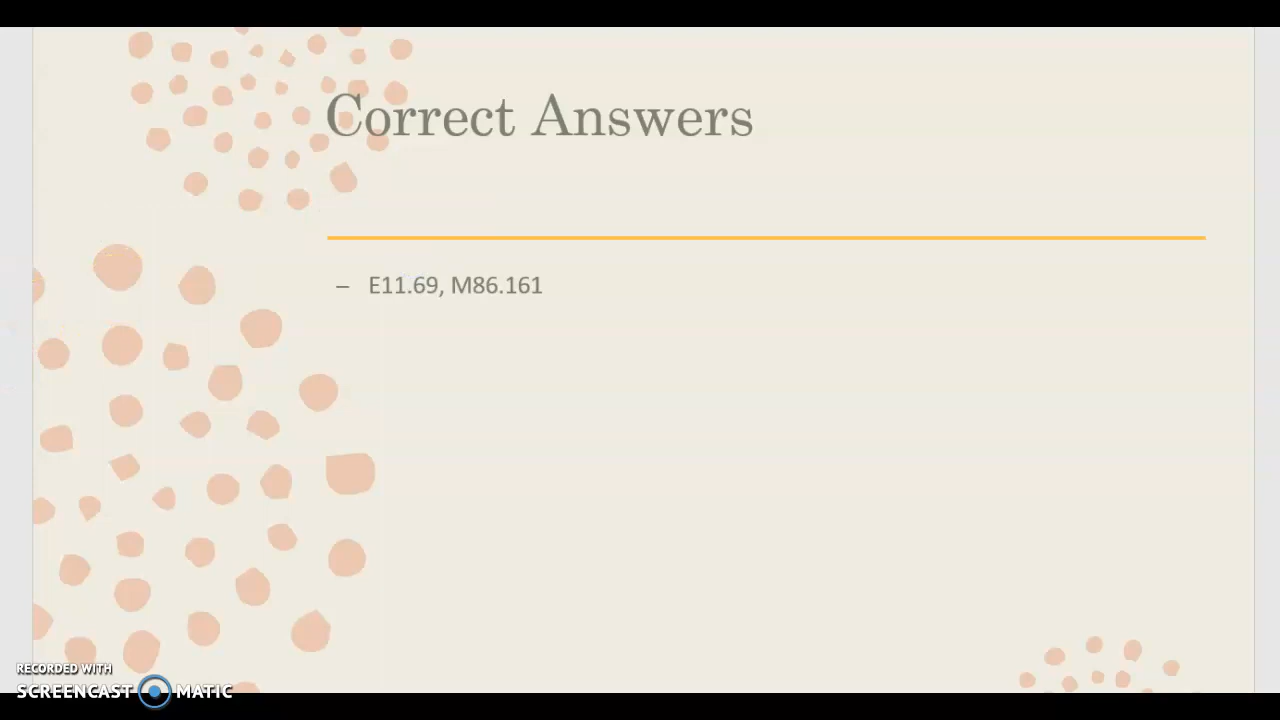 Correct Answers
– E11.69, M86.161
RECORDED WITH
SCREENCAST MATIC